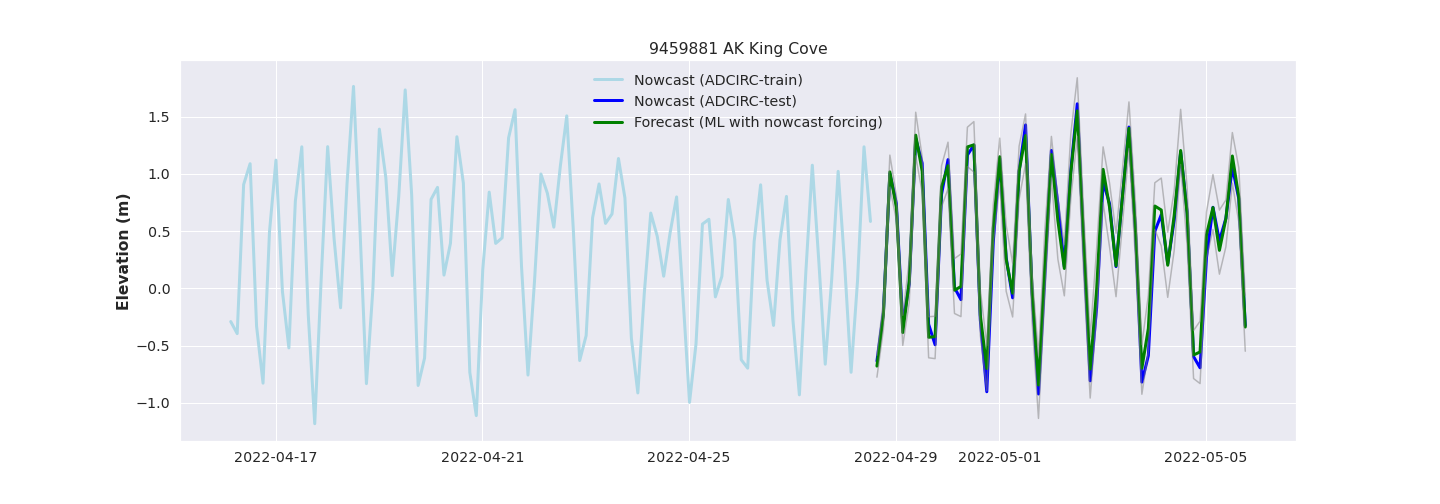 9459881 AK King Cove
Nowcast (ADCIRC-train)
Nowcast (ADCIRC-test)
Forecast (ML with nowcast forcing)
Elevation (m)
1.5
1.0
0.5
0.0
−0.5
−1.0
2022-04-17
2022-04-21
2022-04-25
2022-04-29
2022-05-01
2022-05-05